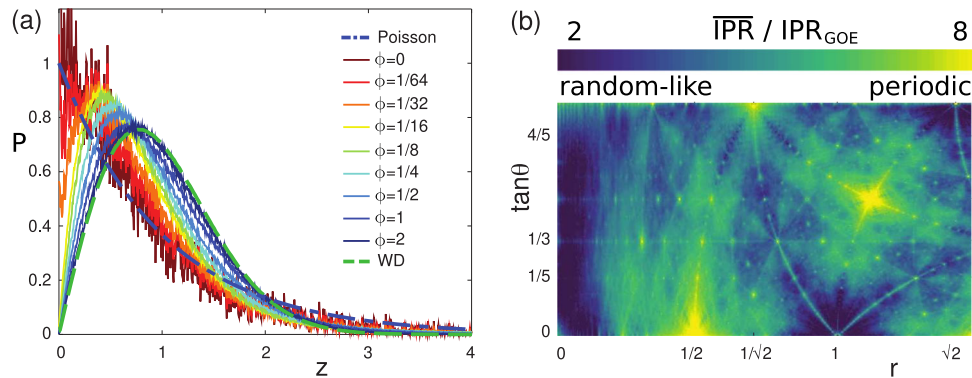 (a)
P
1
0.8
0.6
0.4
0.2
0
0 1 2 3 4
z
Poisson
ϕ=0
ϕ=1/64
ϕ=1/32
ϕ=1/16
ϕ=1/8
ϕ=1/4
ϕ=1/2
ϕ=1
ϕ=2
WD
(b)
2 IPR / IPR_GOE 8
random-like periodic
tanθ
4/5
1/3
1/5
0
0 1/2 1/√2 1 √2
r